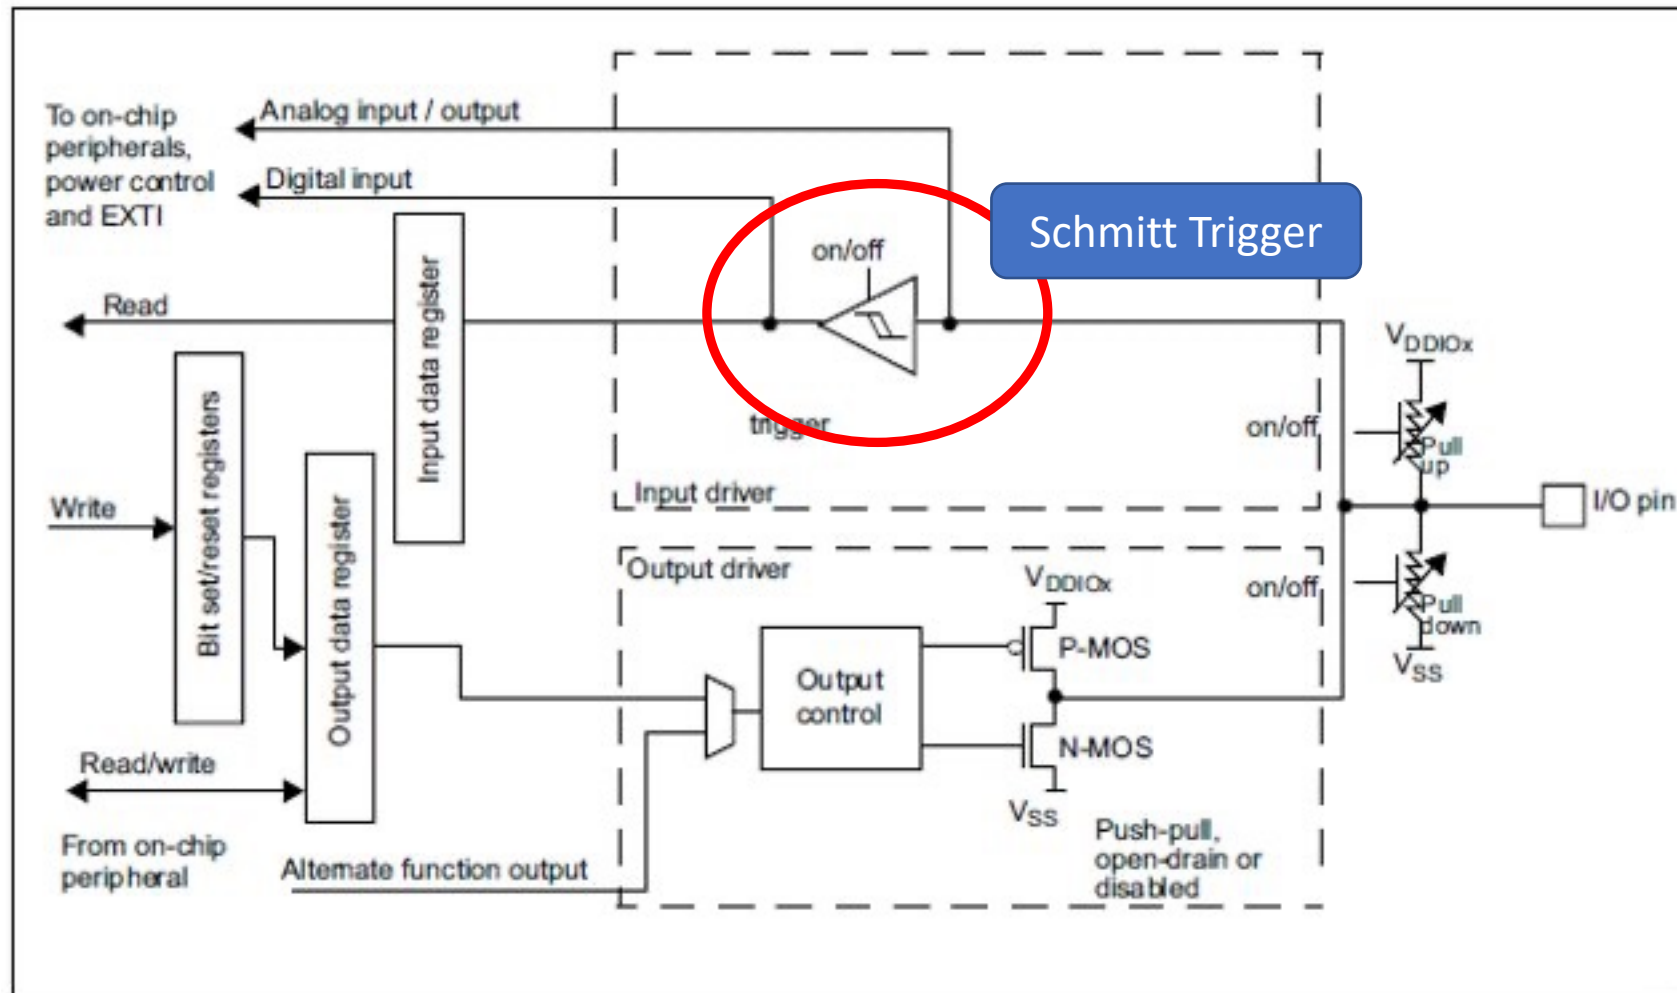 Analog input / output
To on-chip
peripherals,
power control
and EXTI
Digital input
Schmitt Trigger
on/off
Read
Input data register
trigger
Input driver
VDDIOx
on/off
Pull
up
I/O pin
Write
Bit set/reset registers
Output data register
Output driver
VDDIOx
on/off
Pull
down
VSS
P-MOS
Output
control
N-MOS
VSS
Read/write
Push-pull,
open-drain or
disabled
From on-chip
peripheral
Alternate function output